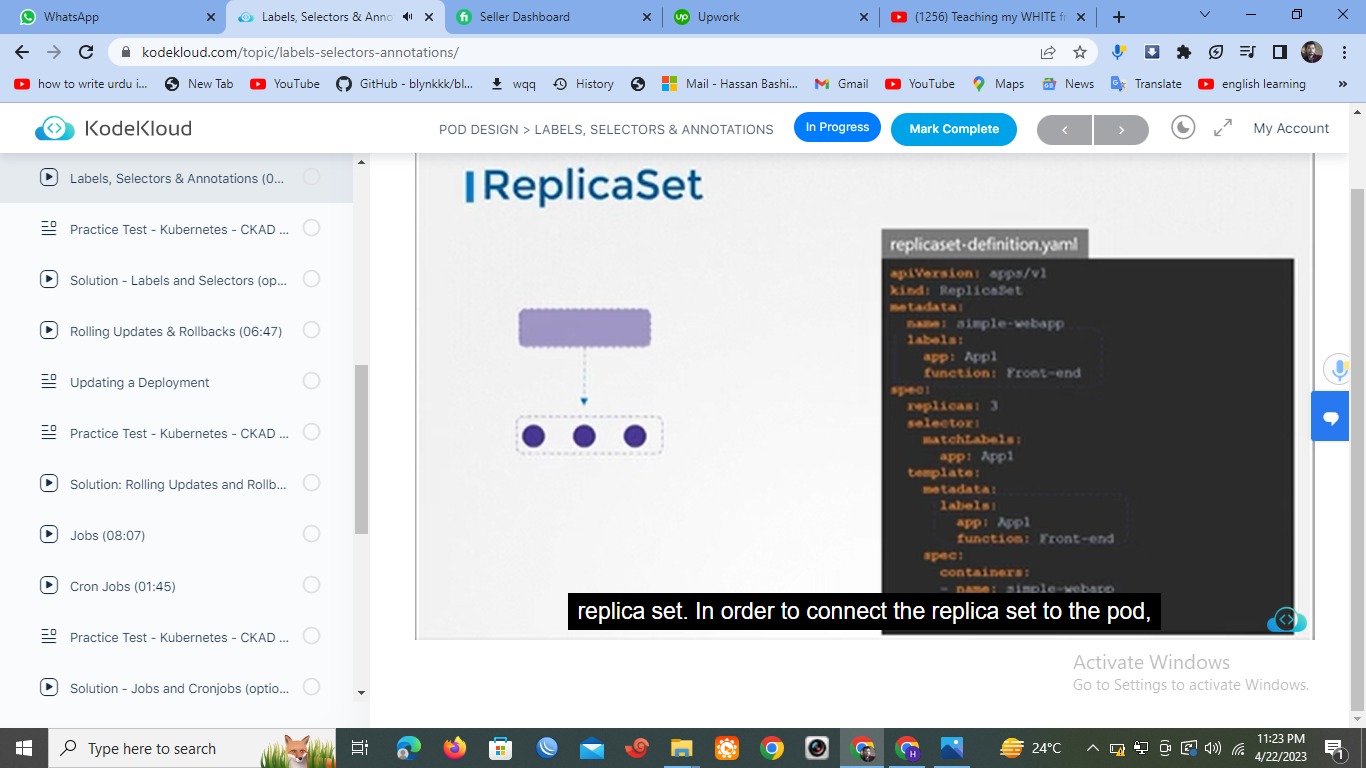 WhatsApp
Labels, Selectors & Anno
Seller Dashboard
Upwork
(1256) Teaching my WHITE fr
kodekloud.com/topic/labels-selectors-annotations/
how to write urdu i...
New Tab
YouTube
GitHub - blynkkk/bl...
wqq
History
Mail - Hassan Bashi...
Gmail
YouTube
Maps
News
Translate
english learning
»
KodeKloud
POD DESIGN > LABELS, SELECTORS & ANNOTATIONS
In Progress
Mark Complete
<
>
My Account
Labels, Selectors & Annotations (0...
Practice Test - Kubernetes - CKAD ...
Solution - Labels and Selectors (op...
Rolling Updates & Rollbacks (06:47)
Updating a Deployment
Practice Test - Kubernetes - CKAD ...
Solution: Rolling Updates and Rollb...
Jobs (08:07)
Cron Jobs (01:45)
Practice Test - Kubernetes - CKAD ...
Solution - Jobs and Cronjobs (optio...
ReplicaSet
replicaset-definition.yaml
apiVersion: apps/v1
kind: ReplicaSet
metadata:
name: simple-webapp
labels:
app: App1
function: Front-end
spec:
replicas: 3
selector:
matchLabels:
app: App1
template:
metadata:
labels:
app: App1
function: Front-end
spec:
containers:
- name: simple-webapp
replica set. In order to connect the replica set to the pod,
Activate Windows
Go to Settings to activate Windows.
Type here to search
24°C
11:23 PM
4/22/2023
1